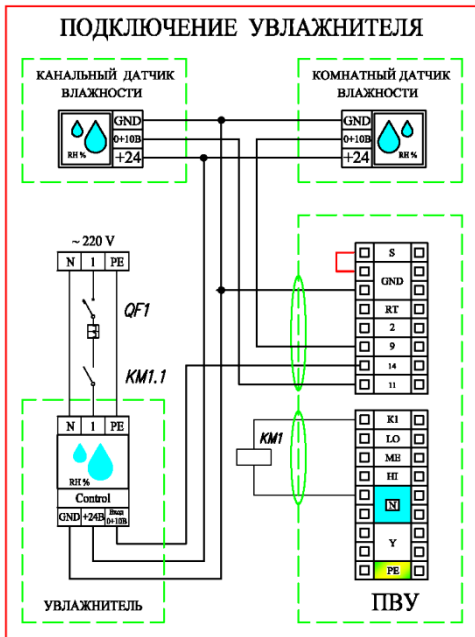 ПОДКЛЮЧЕНИЕ УВЛАЖНИТЕЛЯ
КАНАЛЬНЫЙ ДАТЧИК
ВЛАЖНОСТИ
КОМНАТНЫЙ ДАТЧИК
ВЛАЖНОСТИ
RH %
GND
0+10В
+24
GND
0+10В
+24
RH %
~ 220 V
N 1 PE
QF1
KM1.1
N 1 PE
RH %
Control
GND +24В Вход
0+10В
УВЛАЖНИТЕЛЬ
S
GND
RT
2
9
14
11
KM1
K1
LO
ME
HI
N
Y
PE
ПВУ